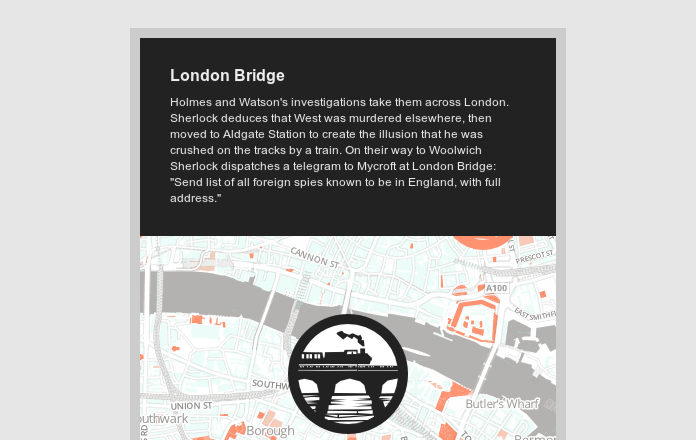 London Bridge
Holmes and Watson's investigations take them across London.
Sherlock deduces that West was murdered elsewhere, then
moved to Aldgate Station to create the illusion that he was
crushed on the tracks by a train. On their way to Woolwich
Sherlock dispatches a telegram to Mycroft at London Bridge:
"Send list of all foreign spies known to be in England, with full
address."
CANNON ST
PRESCOT ST
A100
EAST SMITHF
SOUTHW
UNION ST
Butler's Wharf
outhwark
Borough
RD
Bermon